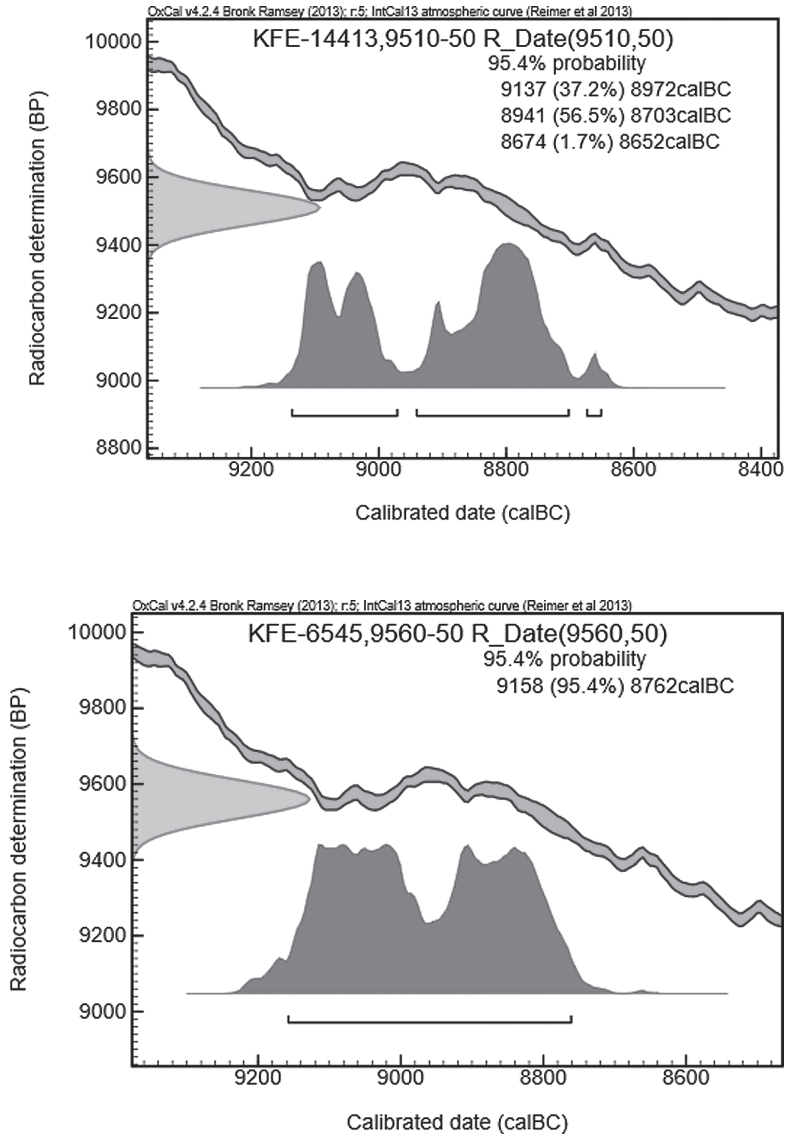 OxCal v4.2.4 Bronk Ramsey (2013); r:5; IntCal13 atmospheric curve (Reimer et al 2013)
KFE-14413,9510-50 R_Date(9510,50)
95.4% probability
9137 (37.2%) 8972calBC
8941 (56.5%) 8703calBC
8674 (1.7%) 8652calBC
Radiocarbon determination (BP)
10000
9800
9600
9400
9200
9000
8800
9200 9000 8800 8600 8400
Calibrated date (calBC)
OxCal v4.2.4 Bronk Ramsey (2013); r:5; IntCal13 atmospheric curve (Reimer et al 2013)
KFE-6545,9560-50 R_Date(9560,50)
95.4% probability
9158 (95.4%) 8762calBC
Radiocarbon determination (BP)
10000
9800
9600
9400
9200
9000
9200 9000 8800 8600
Calibrated date (calBC)